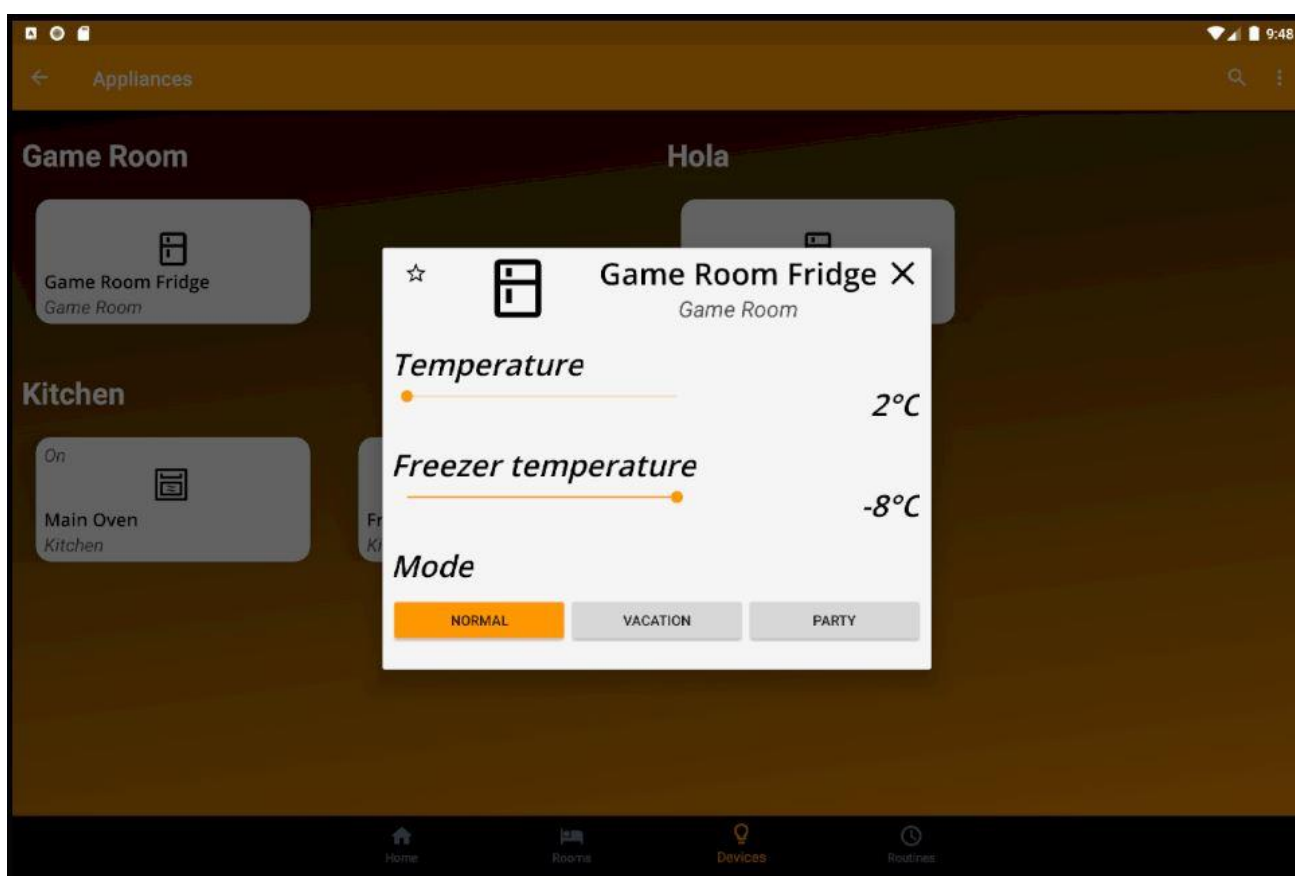 9:48
Appliances
Game Room
Hola
Game Room Fridge
Game Room
Game Room Fridge
Game Room
Temperature
2°C
Freezer temperature
-8°C
Mode
NORMAL
VACATION
PARTY
Kitchen
On
Main Oven
Kitchen
Home
Rooms
Devices
Routines